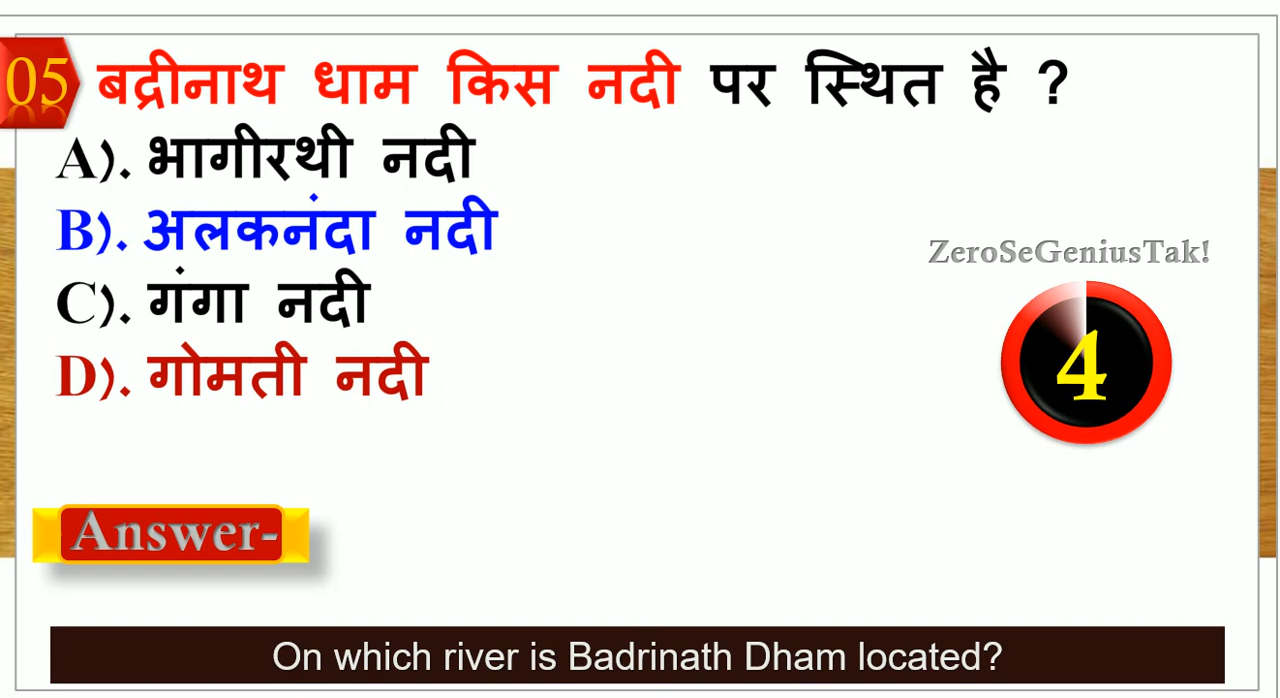 05 बद्रीनाथ धाम किस नदी पर स्थित है ?
A). भागीरथी नदी
B). अलकनंदा नदी
C). गंगा नदी
D). गोमती नदी
ZeroSeGeniusTak!
4
Answer-
On which river is Badrinath Dham located?